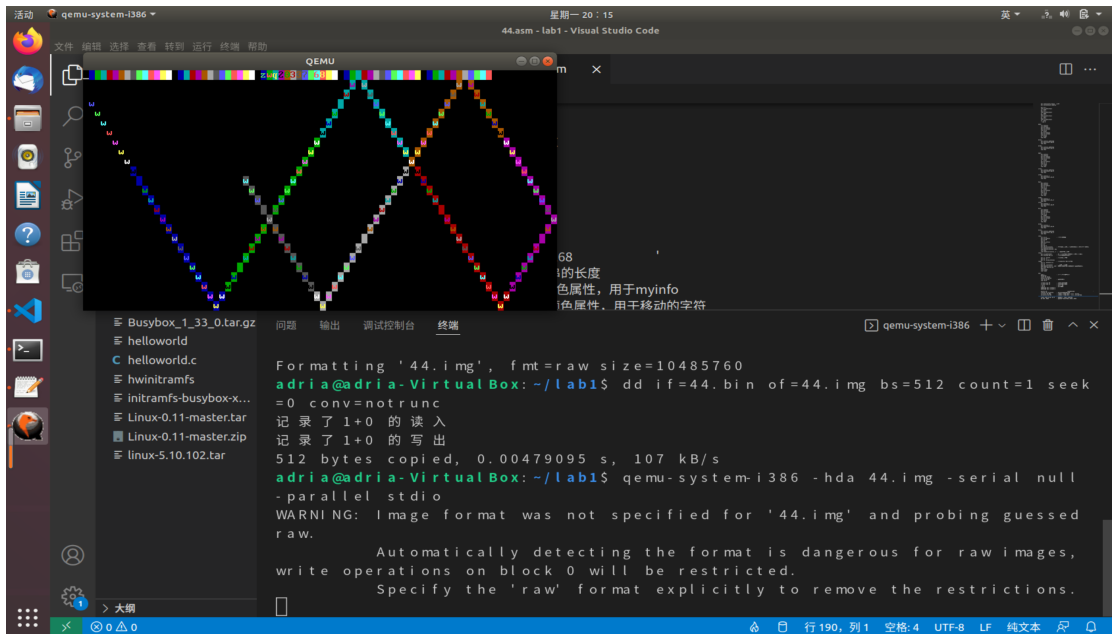 活动 qemu-system-i386 星期一 20：15 英
44.asm - lab1 - Visual Studio Code
文件 编辑 选择 查看 转到 运行 终端 帮助
QEMU
m
68
的长度
色属性，用于myinfo
颜色属性，用于移动的字符
Busybox_1_33_0.tar.gz
helloworld
helloworld.c
hwinitramfs
initramfs-busybox-x...
Linux-0.11-master.tar
Linux-0.11-master.zip
linux-5.10.102.tar
大纲
问题 输出 调试控制台 终端 qemu-system-i386
Formatting '44.img', fmt=raw size=10485760
adria@adria-VirtualBox:~/lab1$ dd if=44.bin of=44.img bs=512 count=1 seek
=0 conv=notrunc
记录了1+0 的读入
记录了1+0 的写出
512 bytes copied, 0.00479095 s, 107 kB/s
adria@adria-VirtualBox:~/lab1$ qemu-system-i386 -hda 44.img -serial null
-parallel stdio
WARNING: Image format was not specified for '44.img' and probing guessed
raw.
Automatically detecting the format is dangerous for raw images,
write operations on block 0 will be restricted.
Specify the 'raw' format explicitly to remove the restrictions.
1
0 0 行 190，列 1 空格: 4 UTF-8 LF 纯文本